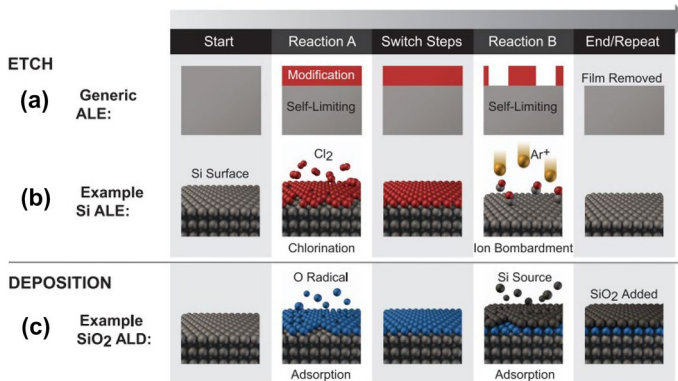 Start Reaction A Switch Steps Reaction B End/Repeat
ETCH
(a) Generic ALE:
Modification
Self-Limiting
Self-Limiting
Film Removed
(b) Example Si ALE:
Si Surface
Cl2
Chlorination
Ar+
Ion Bombardment
DEPOSITION
(c) Example SiO2 ALD:
O Radical
Adsorption
Si Source
Adsorption
SiO2 Added